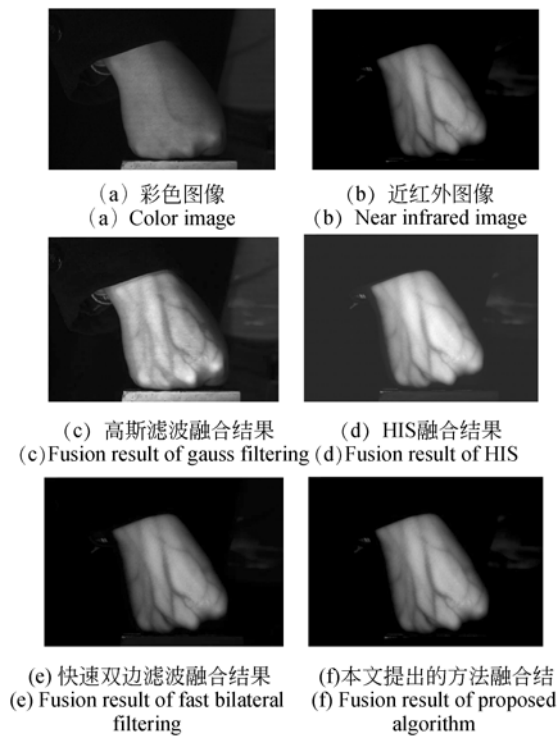 (a) 彩色图像
(b) 近红外图像
(a) Color image
(b) Near infrared image
(c) 高斯滤波融合结果
(d) HIS融合结果
(c)Fusion result of gauss filtering
(d)Fusion result of HIS
(e) 快速双边滤波融合结果
(f)本文提出的方法融合结
(e) Fusion result of fast bilateral
filtering
(f) Fusion result of proposed
algorithm